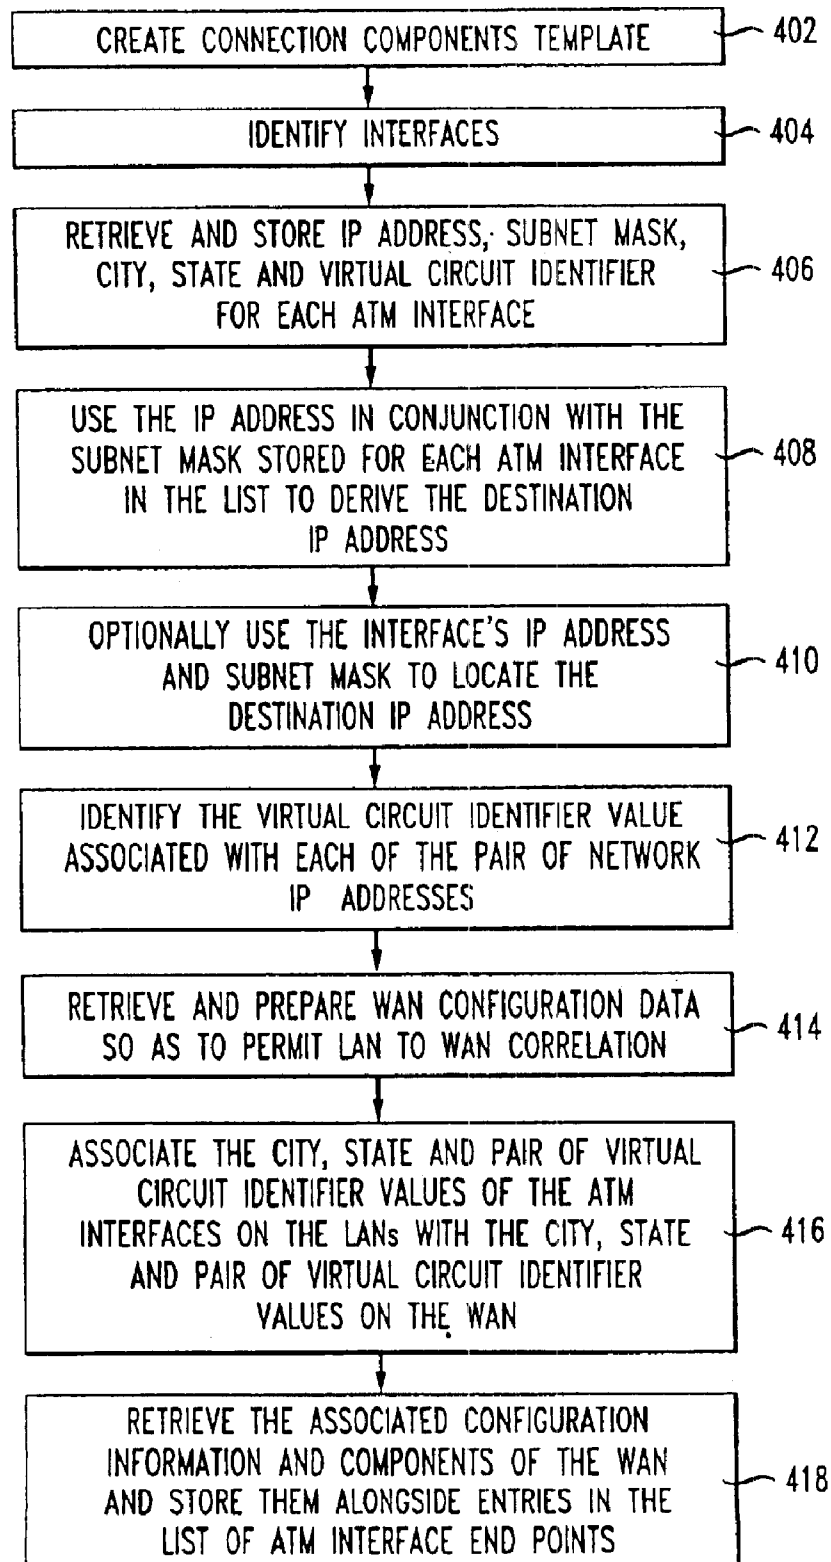 CREATE CONNECTION COMPONENTS TEMPLATE 402
IDENTIFY INTERFACES 404
RETRIEVE AND STORE IP ADDRESS, SUBNET MASK,
CITY, STATE AND VIRTUAL CIRCUIT IDENTIFIER 406
FOR EACH ATM INTERFACE
USE THE IP ADDRESS IN CONJUNCTION WITH THE
SUBNET MASK STORED FOR EACH ATM INTERFACE 408
IN THE LIST TO DERIVE THE DESTINATION
IP ADDRESS
OPTIONALLY USE THE INTERFACE'S IP ADDRESS
AND SUBNET MASK TO LOCATE THE 410
DESTINATION IP ADDRESS
IDENTIFY THE VIRTUAL CIRCUIT IDENTIFIER VALUE
ASSOCIATED WITH EACH OF THE PAIR OF NETWORK 412
IP ADDRESSES
RETRIEVE AND PREPARE WAN CONFIGURATION DATA
SO AS TO PERMIT LAN TO WAN CORRELATION 414
ASSOCIATE THE CITY, STATE AND PAIR OF VIRTUAL
CIRCUIT IDENTIFIER VALUES OF THE ATM
INTERFACES ON THE LANs WITH THE CITY, STATE 416
AND PAIR OF VIRTUAL CIRCUIT IDENTIFIER
VALUES ON THE WAN
RETRIEVE THE ASSOCIATED CONFIGURATION
INFORMATION AND COMPONENTS OF THE WAN
AND STORE THEM ALONGSIDE ENTRIES IN THE 418
LIST OF ATM INTERFACE END POINTS